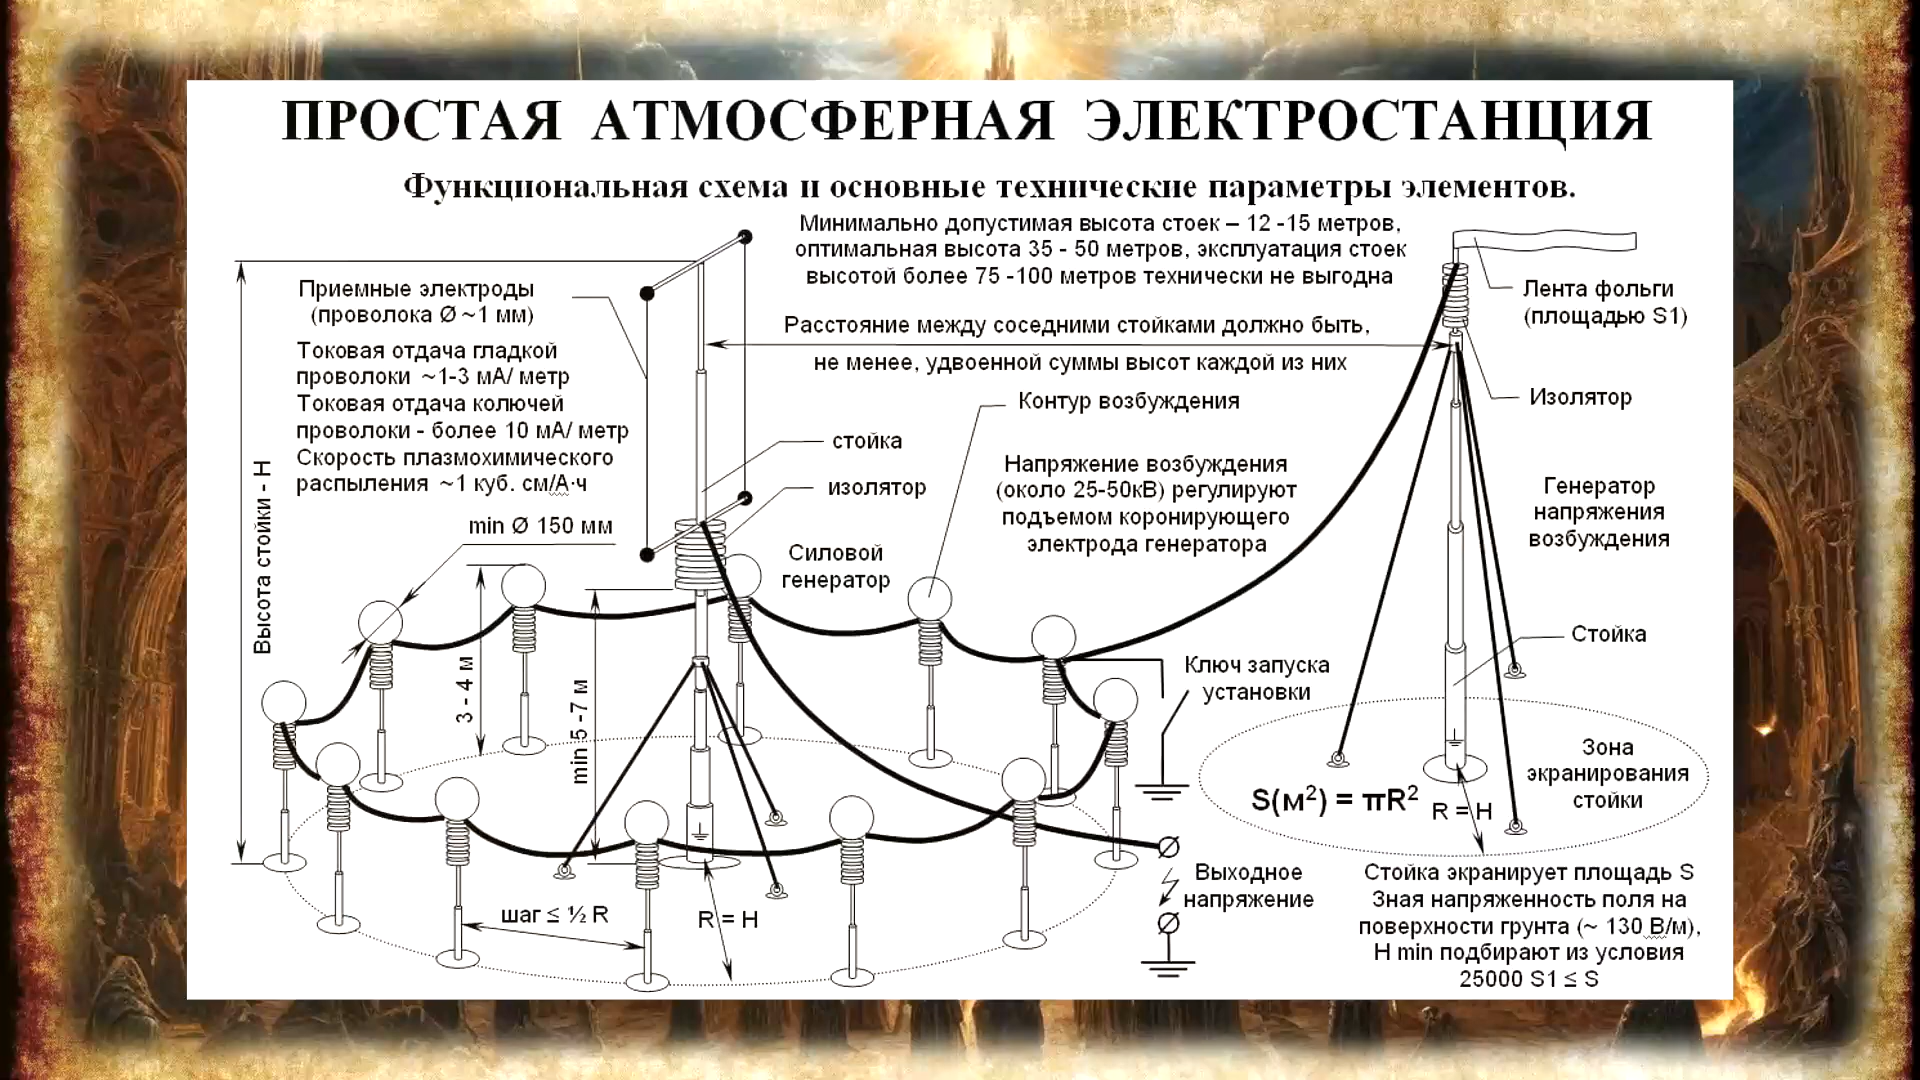 ПРОСТАЯ АТМОСФЕРНАЯ ЭЛЕКТРОСТАНЦИЯ
Функциональная схема и основные технические параметры элементов.
Минимально допустимая высота стоек – 12 -15 метров,
оптимальная высота 35 - 50 метров, эксплуатация стоек
высотой более 75 -100 метров технически не выгодна
Приемные электроды
(проволока Ø ~1 мм)
Токовая отдача гладкой
проволоки ~1-3 мА/ метр
Токовая отдача колючей
проволоки - более 10 мА/ метр
Скорость плазмохимического
распыления ~1 куб. см/А·ч
min Ø 150 мм
Высота стойки - H
3 - 4 м
min 5 -7 м
Расстояние между соседними стойками должно быть,
не менее, удвоенной суммы высот каждой из них
Контур возбуждения
стойка
изолятор
Силовой
генератор
Напряжение возбуждения
(около 25-50кВ) регулируют
подъемом коронирующего
электрода генератора
Лента фольги
(площадью S1)
Изолятор
Генератор
напряжения
возбуждения
Стойка
Ключ запуска
установки
Зона
экранирования
стойки
S(м²) = πR²
R = H
Выходное
напряжение
шаг ≤ ½ R
R = H
Стойка экранирует площадь S
Зная напряженность поля на
поверхности грунта (~ 130 В/м),
H min подбирают из условия
25000 S1 ≤ S